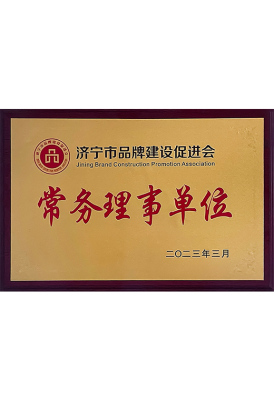 济宁市品牌建设促进会
Jining Brand Construction Promotion Association
常务理事单位
二〇二三年三月